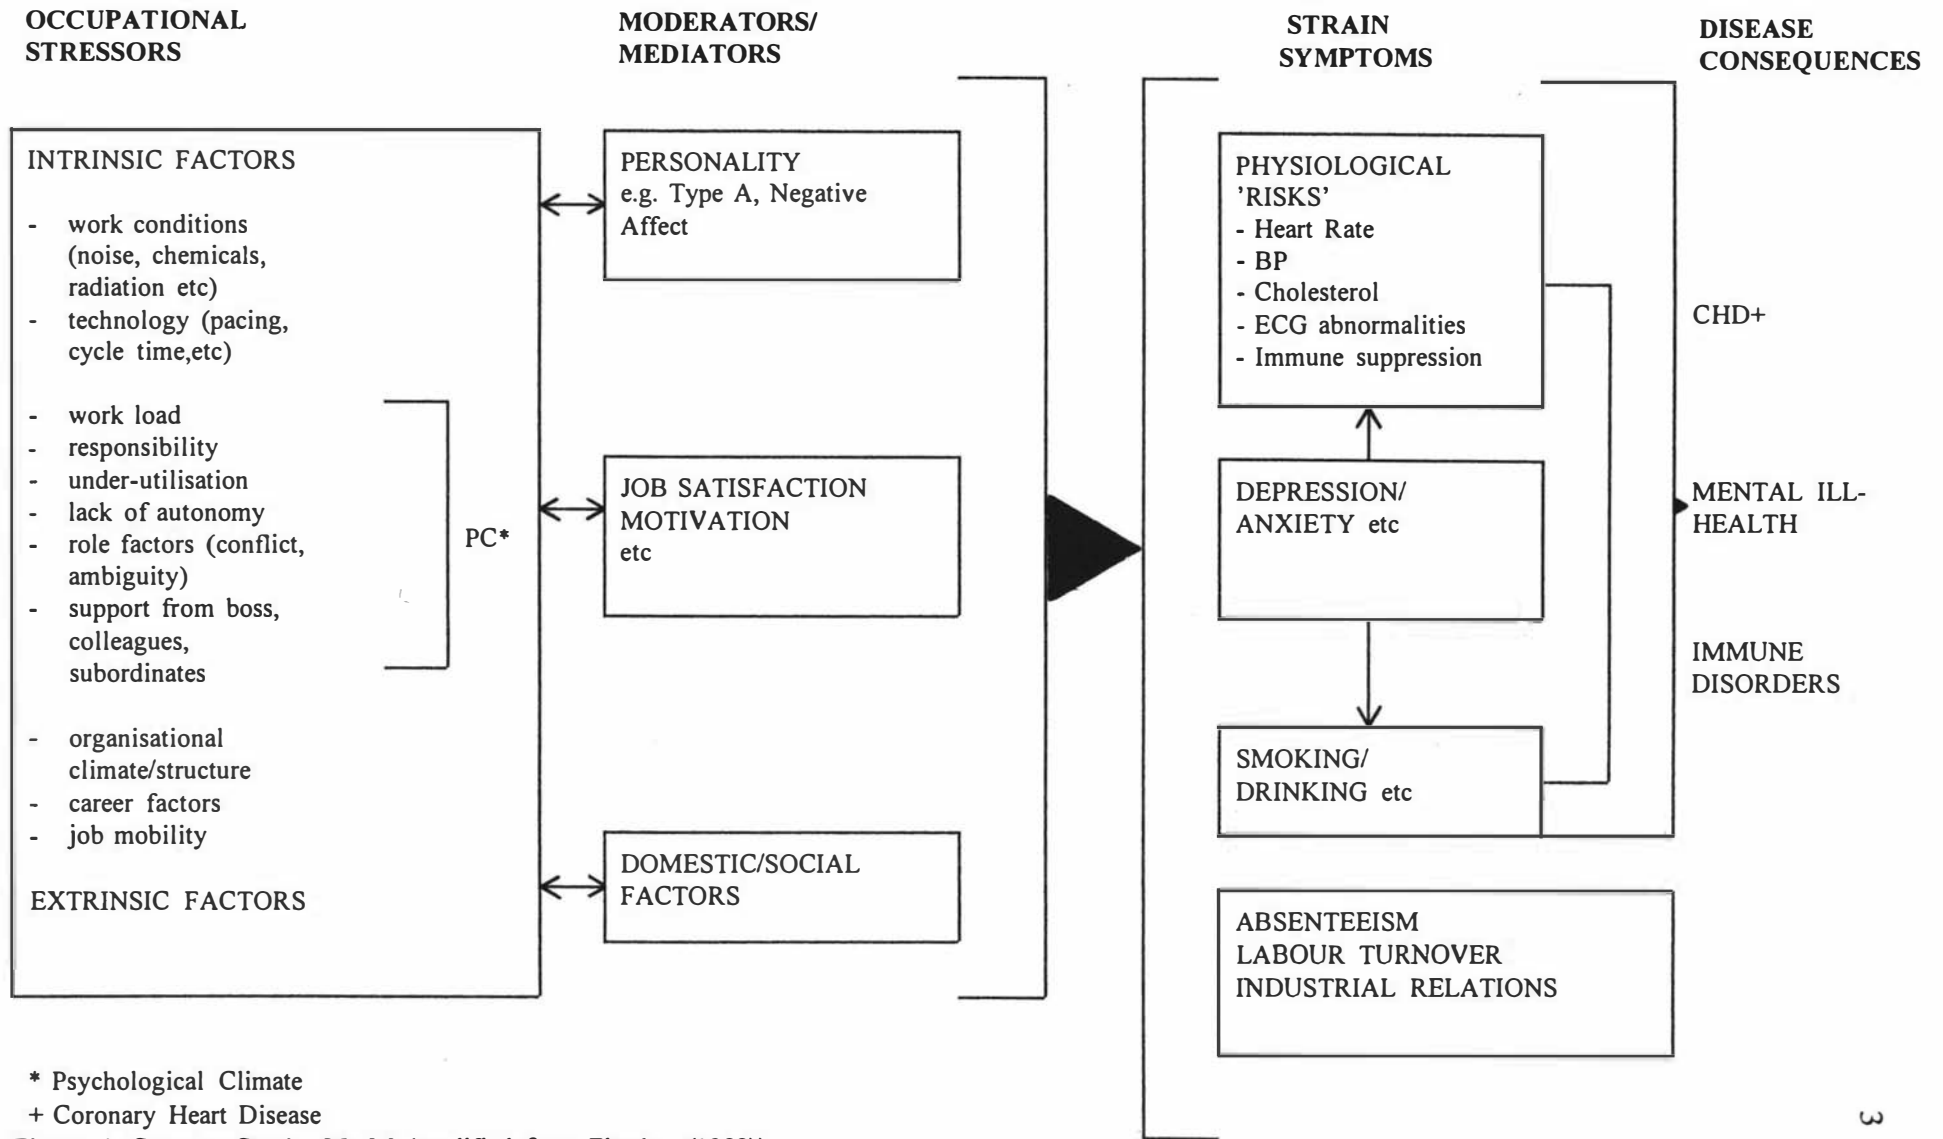 OCCUPATIONAL
STRESSORS
MODERATORS/
MEDIATORS
STRAIN
SYMPTOMS
DISEASE
CONSEQUENCES
INTRINSIC FACTORS
- work conditions
(noise, chemicals,
radiation etc)
- technology (pacing,
cycle time,etc)
- work load
- responsibility
- under-utilisation
- lack of autonomy
- role factors (conflict,
ambiguity)
- support from boss,
colleagues,
subordinates
PC*
- organisational
climate/structure
- career factors
- job mobility
EXTRINSIC FACTORS
PERSONALITY
e.g. Type A, Negative
Affect
JOB SATISFACTION
MOTIVATION
etc
DOMESTIC/SOCIAL
FACTORS
PHYSIOLOGICAL
'RISKS'
- Heart Rate
- BP
- Cholesterol
- ECG abnormalities
- Immune suppression
DEPRESSION/
ANXIETY etc
SMOKING/
DRINKING etc
ABSENTEEISM
LABOUR TURNOVER
INDUSTRIAL RELATIONS
CHD+
MENTAL ILL-
HEALTH
IMMUNE
DISORDERS
* Psychological Climate
+ Coronary Heart Disease
3